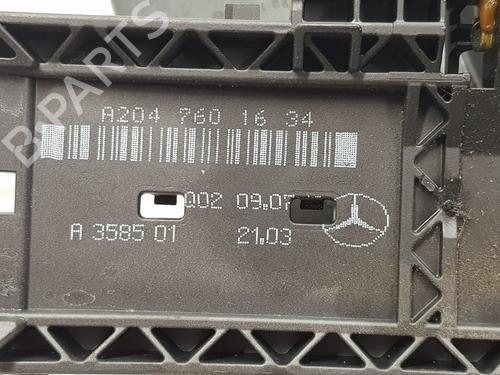 B-PARTS
A204 760 16 34
Q02 09.07
A 3585 01 21.03